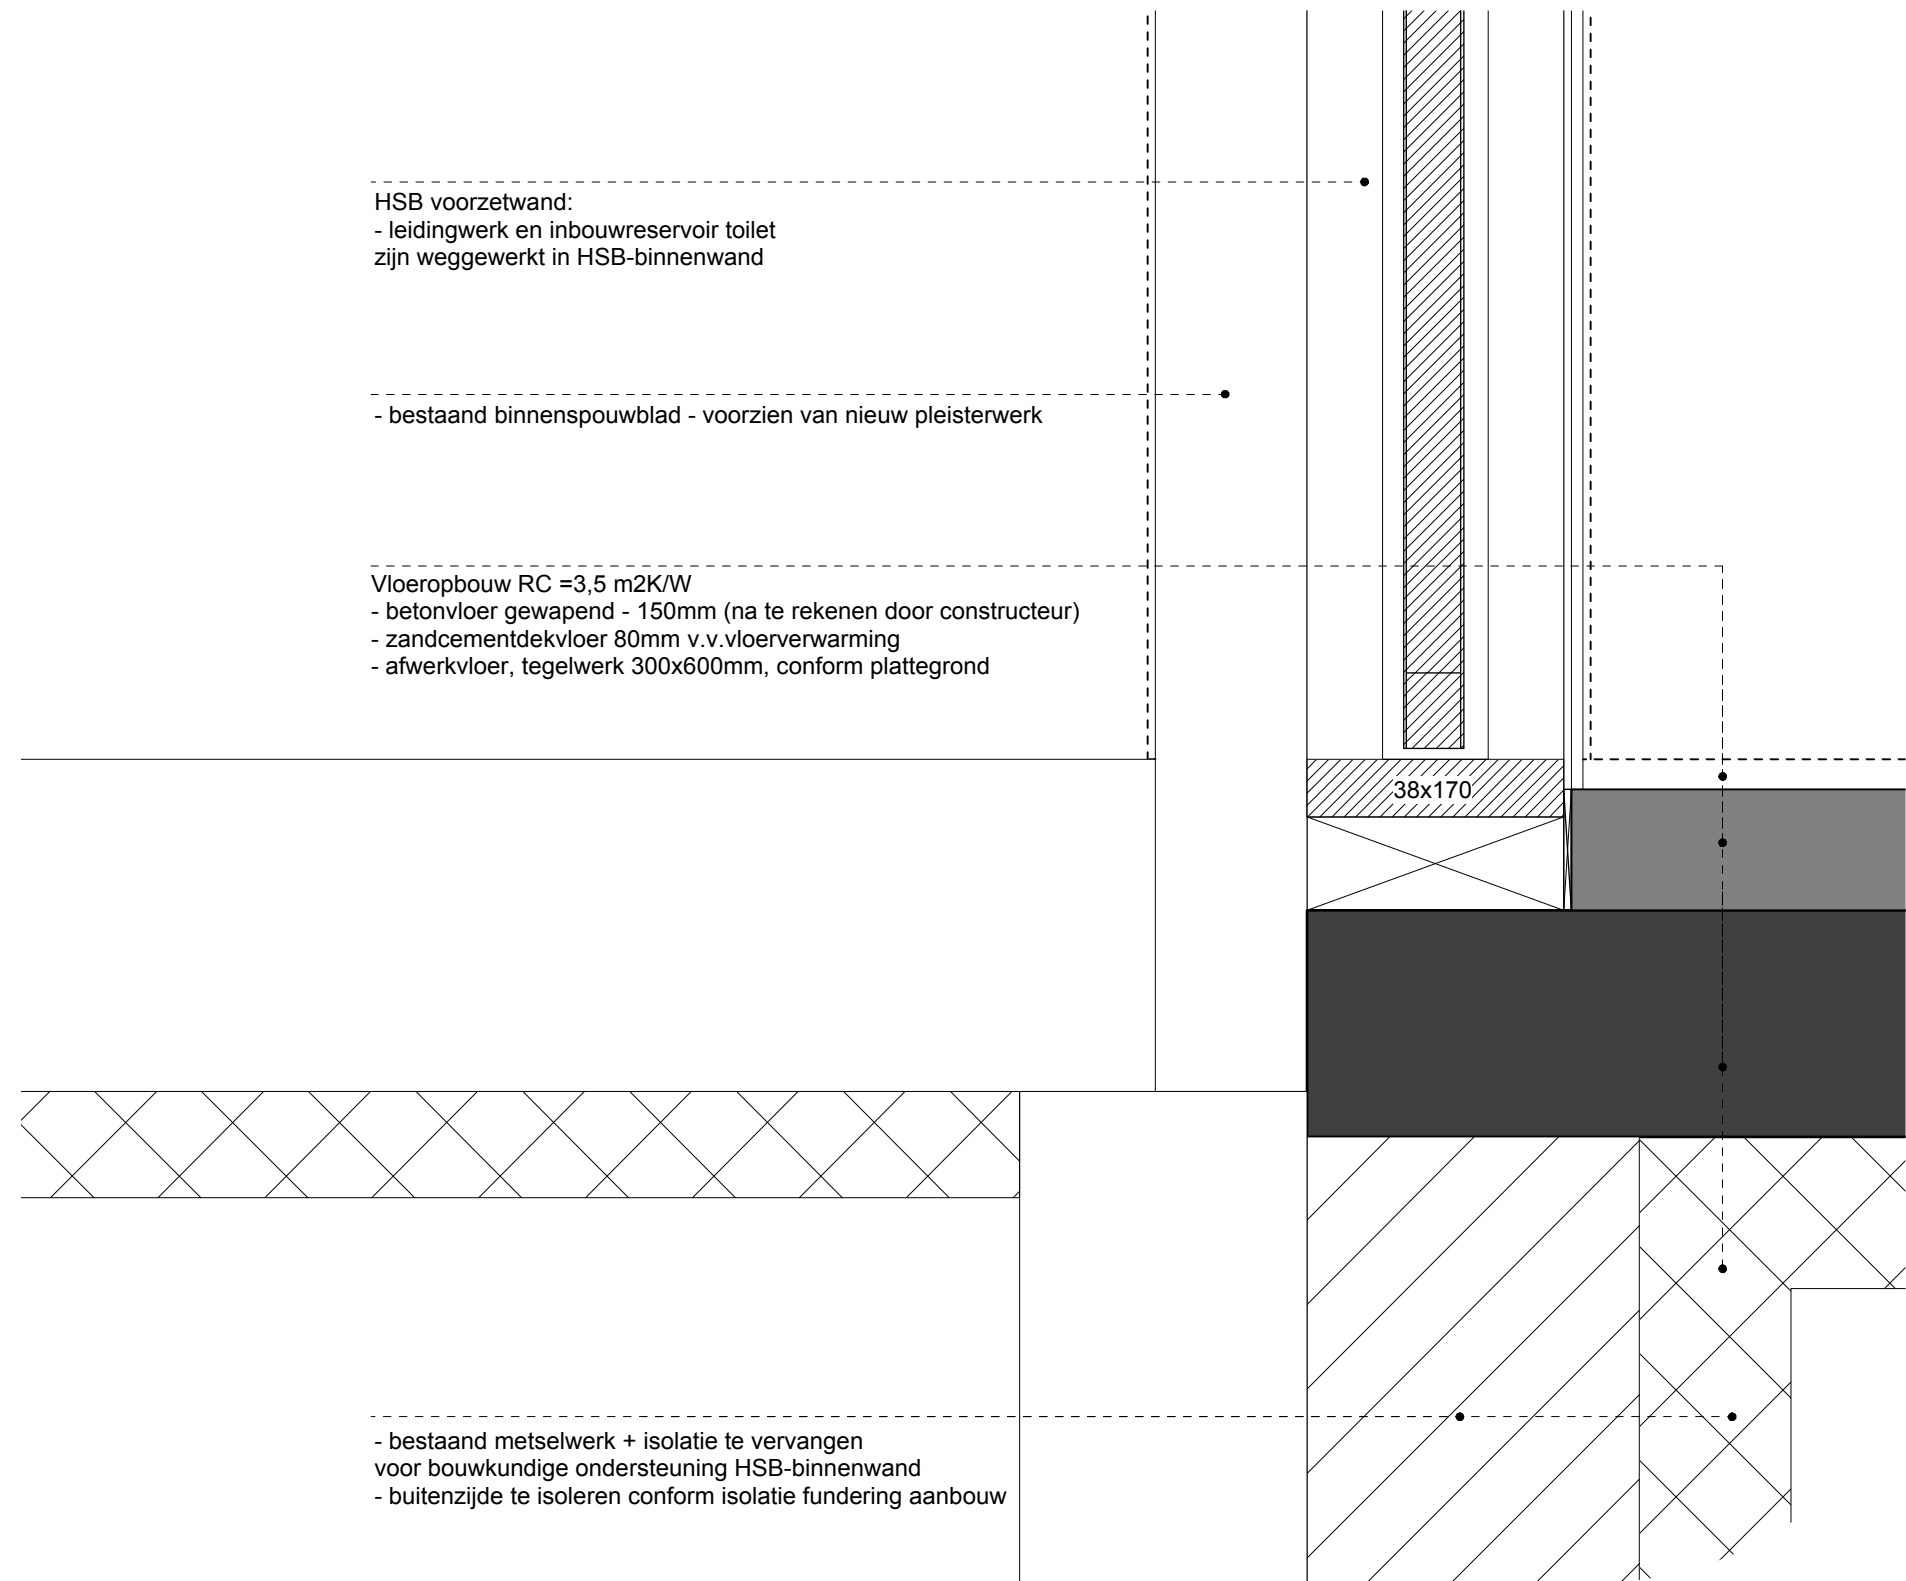 HSB voorzetwand:
- leidingwerk en inbouwreservoir toilet
zijn weggewerkt in HSB-binnenwand
- bestaand binnenspouwblad - voorzien van nieuw pleisterwerk
Vloeropbouw RC =3,5 m2K/W
- betonvloer gewapend - 150mm (na te rekenen door constructeur)
- zandcementdekvloer 80mm v.v.vloerverwarming
- afwerkvloer, tegelwerk 300x600mm, conform plattegrond
38x170
- bestaand metselwerk + isolatie te vervangen
voor bouwkundige ondersteuning HSB-binnenwand
- buitenzijde te isoleren conform isolatie fundering aanbouw